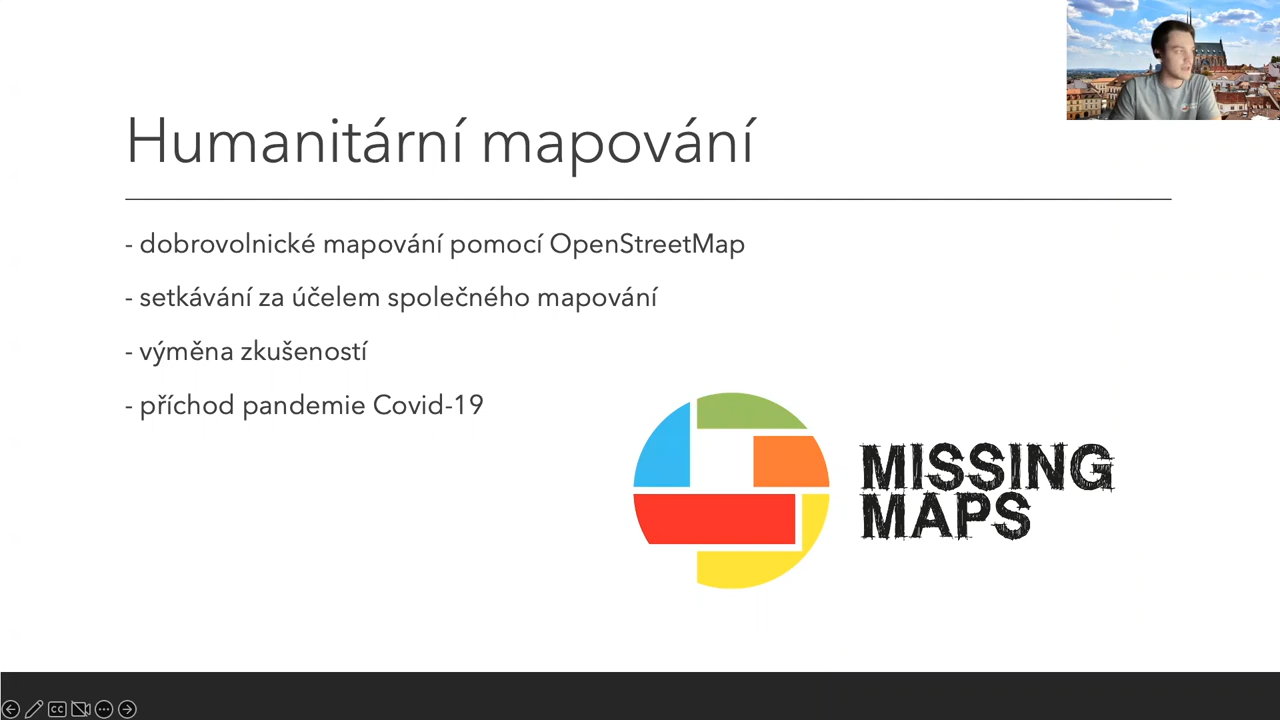 Humanitární mapování
- dobrovolnické mapování pomocí OpenStreetMap
- setkávání za účelem společného mapování
- výměna zkušeností
- příchod pandemie Covid-19
MISSING
MAPS
CC